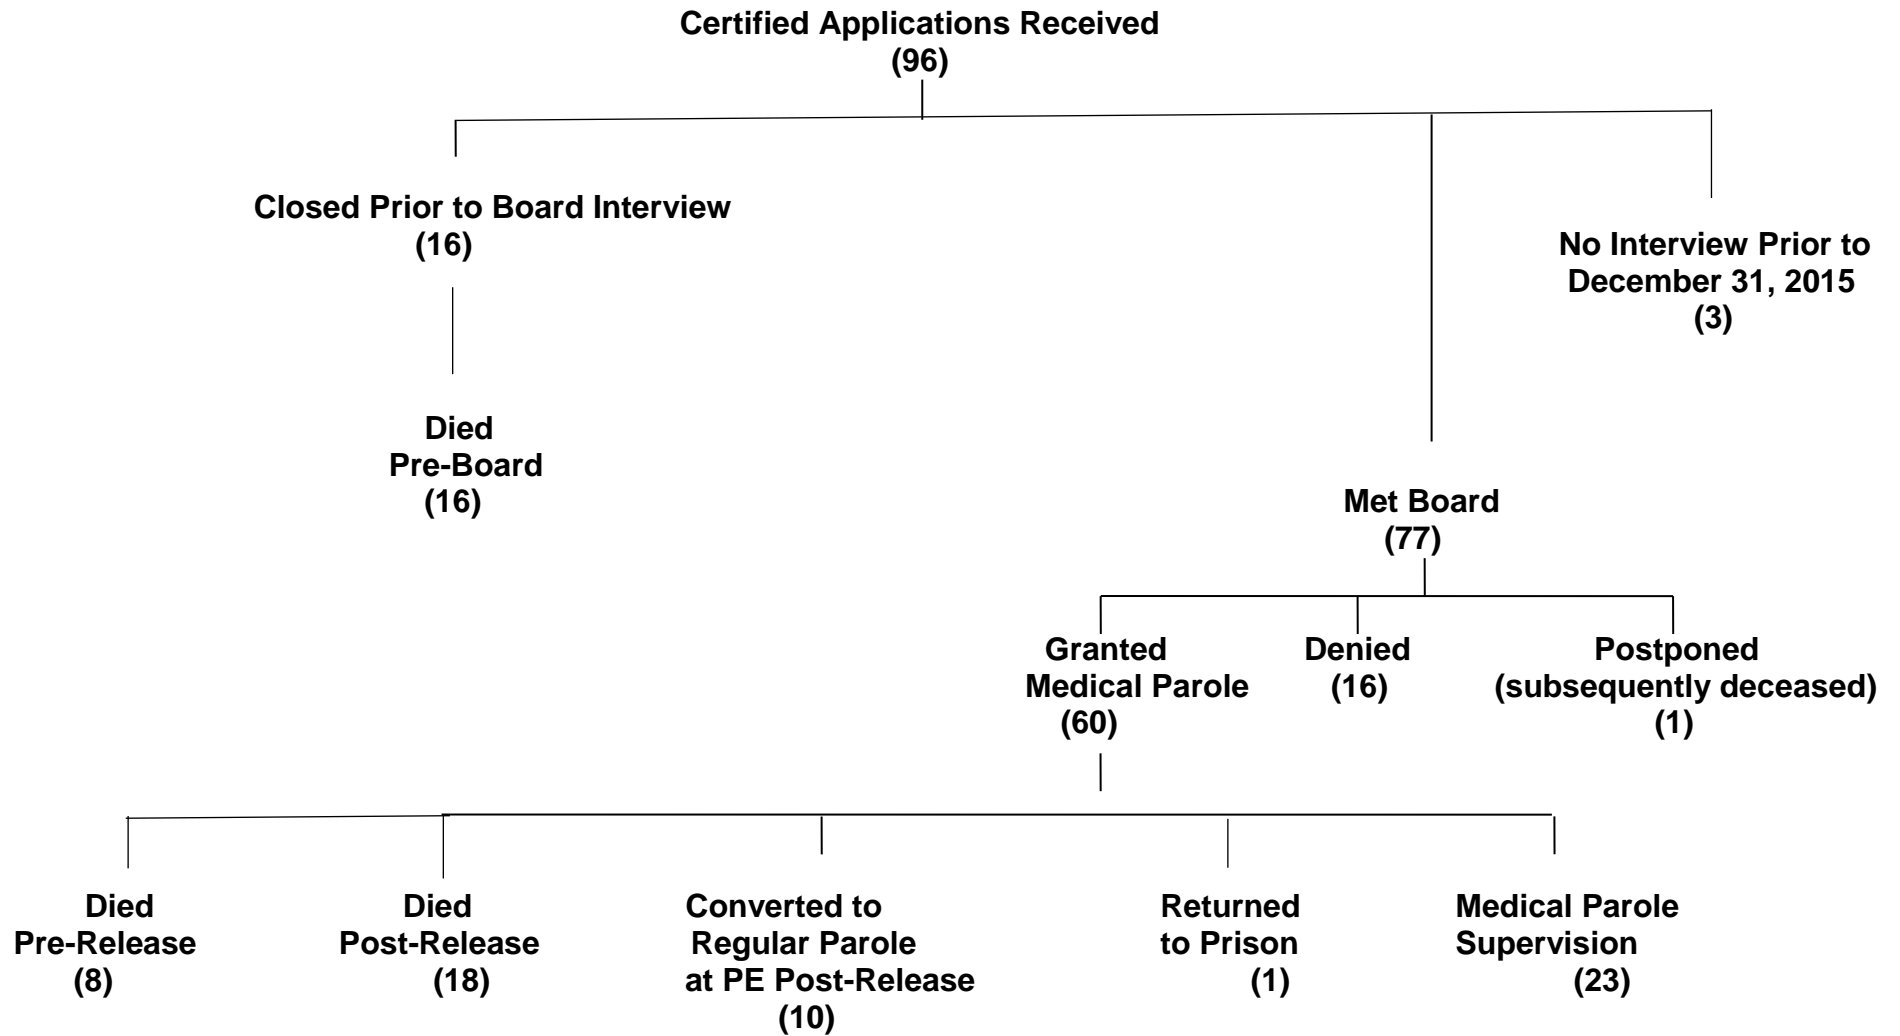 Certified Applications Received
(96)
Closed Prior to Board Interview
(16)
No Interview Prior to
December 31, 2015
(3)
Died
Pre-Board
(16)
Met Board
(77)
Granted
Medical Parole
(60)
Denied
(16)
Postponed
(subsequently deceased)
(1)
Died
Pre-Release
(8)
Died
Post-Release
(18)
Converted to
Regular Parole
at PE Post-Release
(10)
Returned
to Prison
(1)
Medical Parole
Supervision
(23)